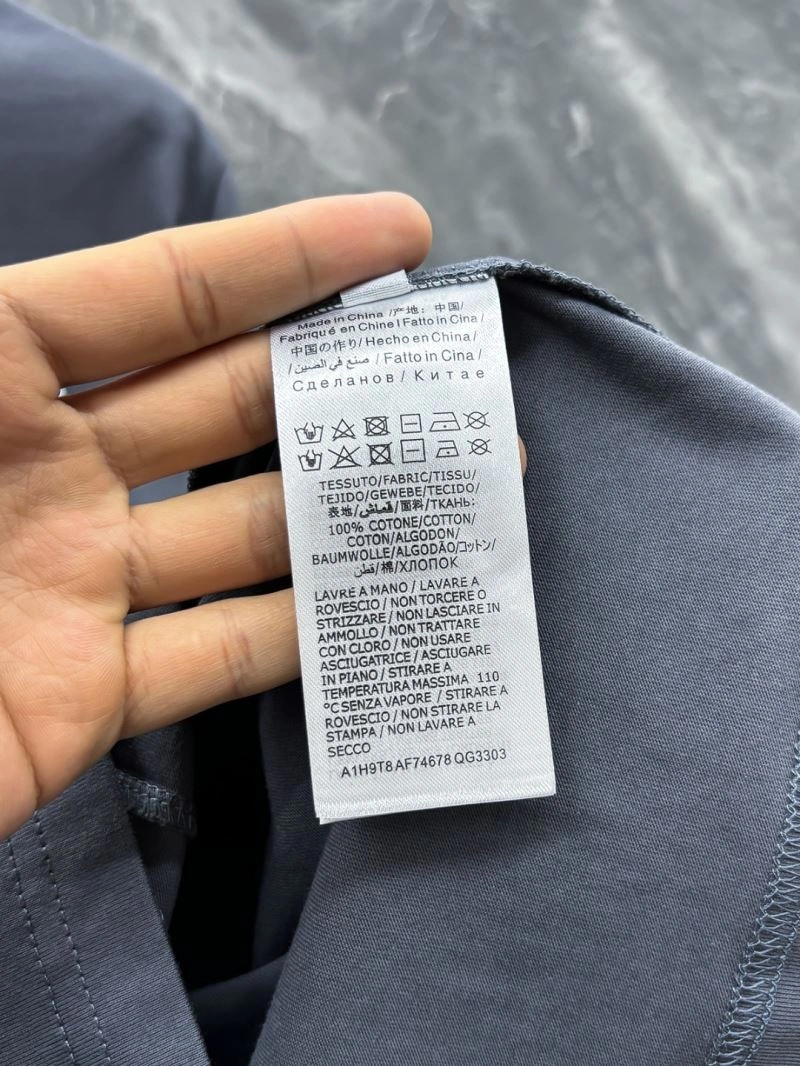 Made in China /产地：中国/
Fabriqué en Chine I Fatto in Cina/
中国の作り/ Hecho en China/
/صنع في الصين / Fatto in Cina/
Сделанов/ Китае
TESSUTO/FABRIC/TISSU/
TEJIDO/GEWEBE/TECIDO/
表地/قماش/面料/ТКАНЬ:
100% COTONE/COTTON/
COTON/ALGODON/
BAUMWOLLE/ALGODÃO/コットン/
قطن/棉/ХЛОПОК
LAVRE A MANO / LAVARE A
ROVESCIO / NON TORCERE O
STRIZZARE / NON LASCIARE IN
AMMOLLO / NON TRATTARE
CON CLORO / NON USARE
ASCIUGATRICE / ASCIUGARE
IN PIANO / STIRARE A
TEMPERATURA MASSIMA 110
°C SENZA VAPORE / STIRARE A
ROVESCIO / NON STIRARE LA
STAMPA / NON LAVARE A
SECCO
A1H9T8 AF74678 QG3303